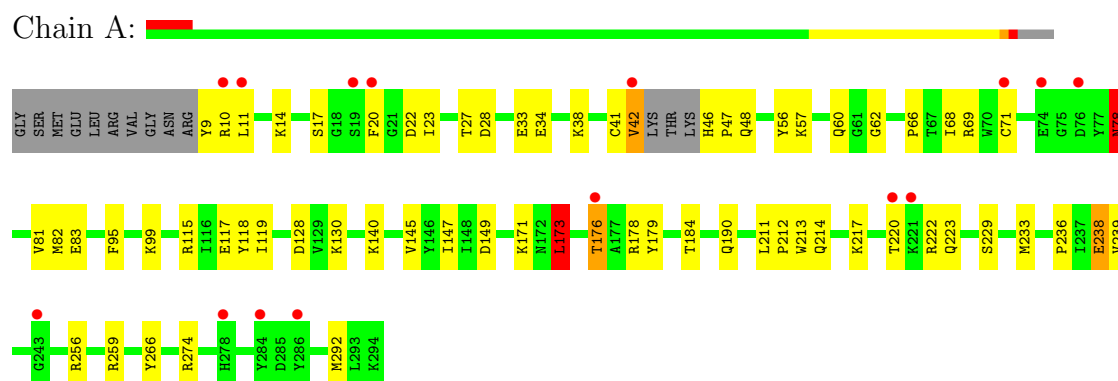 Chain A:
GLY SER MET GLU LEU ARG VAL GLY ASN ARG Y9 R10 L11 K14 S17 G18 S19 F20 G21 D22 I23 T27 D28 E33 E34 K38 C41 V42 LYS THR LYS H46 P47 Q48 Y56 K57 Q60 G61 G62 P66 T67 I68 R69 W70 C71 E74 G75 D76 Y77 N78
V81 M82 E83 F95 K99 R115 I116 E117 Y118 I119 D128 V129 K130 K140 V145 Y146 I147 I148 D149 K171 N172 L173 T176 A177 R178 Y179 T184 Q190 L211 P212 W213 Q214 K217 T220 K221 R222 Q223 S229 M233 P236 I237 E238
G243 R256 R259 Y266 R274 H278 Y284 D285 Y286 M292 L293 K294